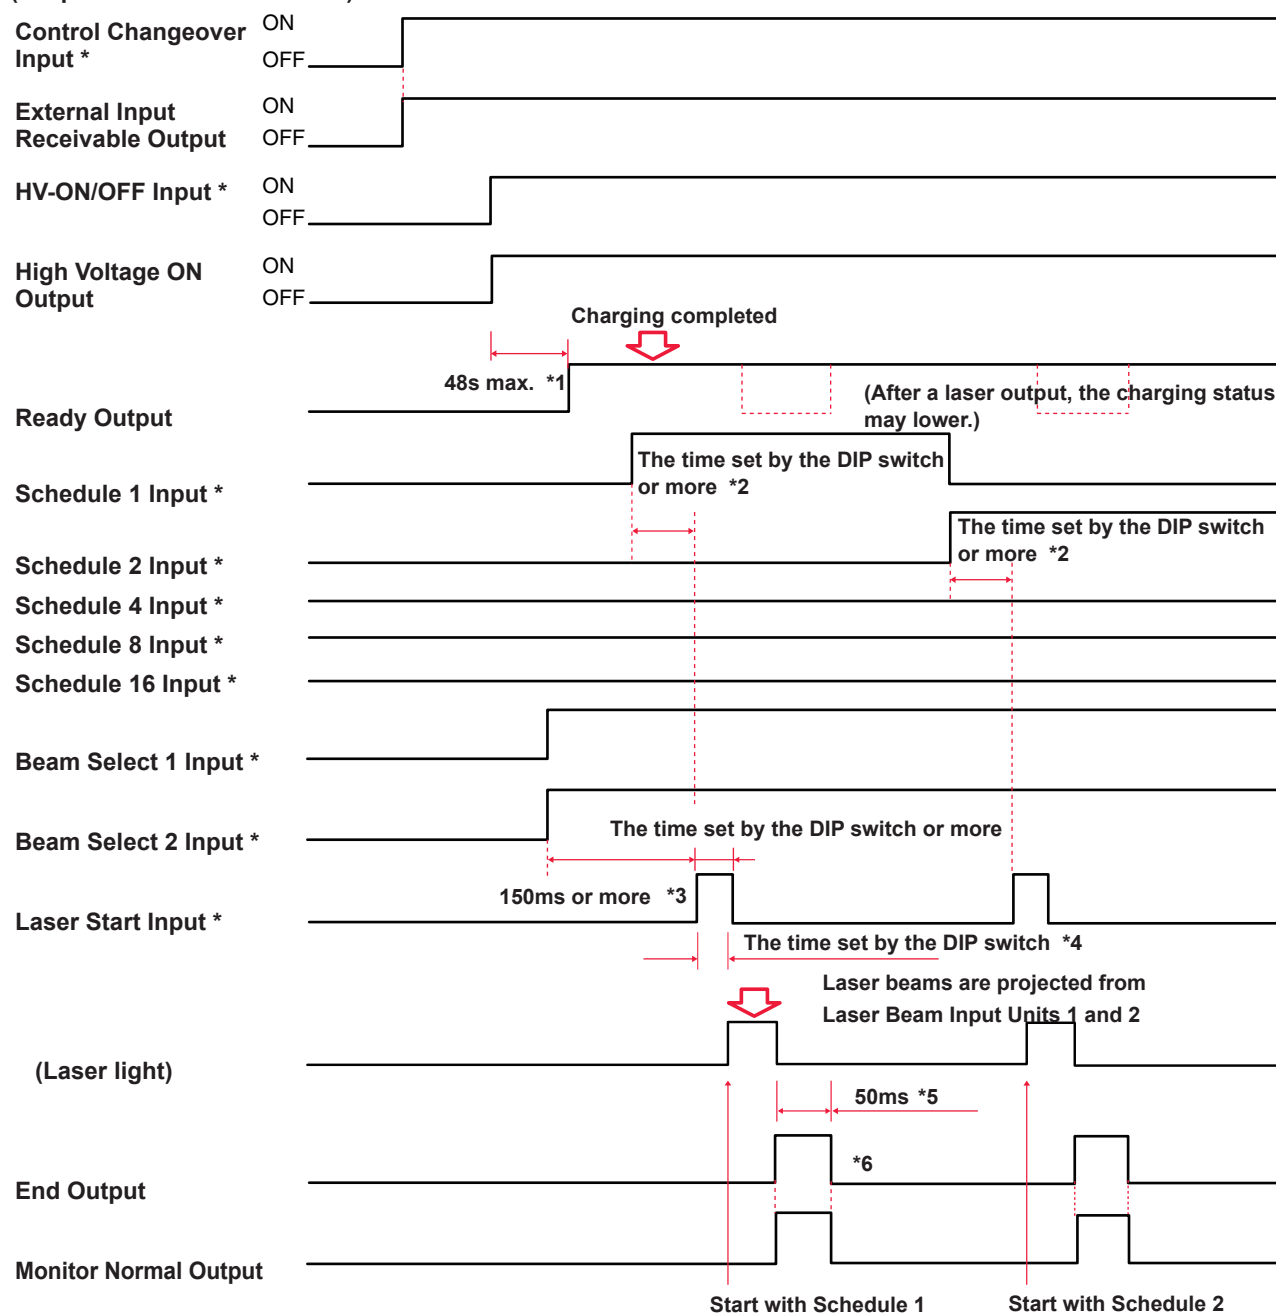 Control Changeover
Input *
ON
OFF
External Input
Receivable Output
ON
OFF
HV-ON/OFF Input *
ON
OFF
High Voltage ON
Output
ON
OFF
Charging completed
48s max. *1
(After a laser output, the charging status
may lower.)
Ready Output
The time set by the DIP switch
or more *2
Schedule 1 Input *
The time set by the DIP switch
or more *2
Schedule 2 Input *
Schedule 4 Input *
Schedule 8 Input *
Schedule 16 Input *
Beam Select 1 Input *
Beam Select 2 Input *
The time set by the DIP switch or more
150ms or more *3
Laser Start Input *
The time set by the DIP switch *4
Laser beams are projected from
Laser Beam Input Units 1 and 2
(Laser light)
50ms *5
*6
End Output
Monitor Normal Output
Start with Schedule 1
Start with Schedule 2